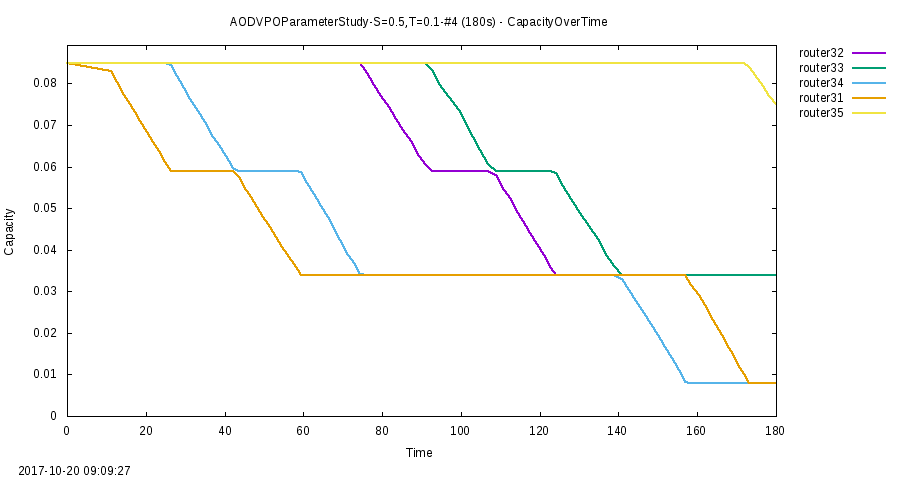 AODVPOParameterStudy-S=0.5,T=0.1-#4 (180s) - CapacityOverTime
router32
router33
router34
router31
router35
0.08
0.07
0.06
0.05
0.04
0.03
0.02
0.01
0
Capacity
0 20 40 60 80 100 120 140 160 180
Time
2017-10-20 09:09:27